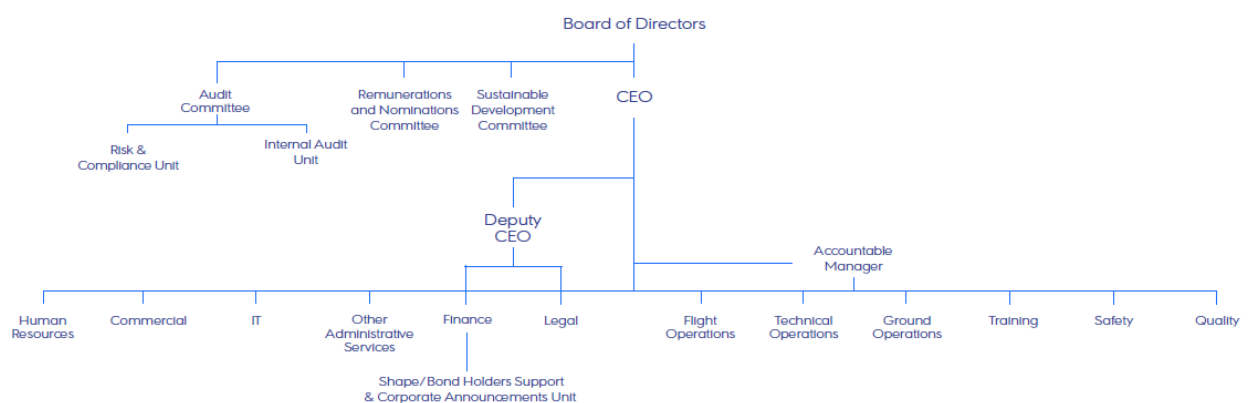 Board of Directors
Audit
Committee
Remunerations
and Nominations
Committee
Sustainable
Development
Committee
CEO
Risk &
Compliance Unit
Internal Audit
Unit
Deputy
CEO
Accountable
Manager
Human
Resources
Commercial
IT
Other
Administrative
Services
Finance
Legal
Flight
Operations
Technical
Operations
Ground
Operations
Training
Safety
Quality
Shape/Bond Holders Support
& Corporate Announcements Unit